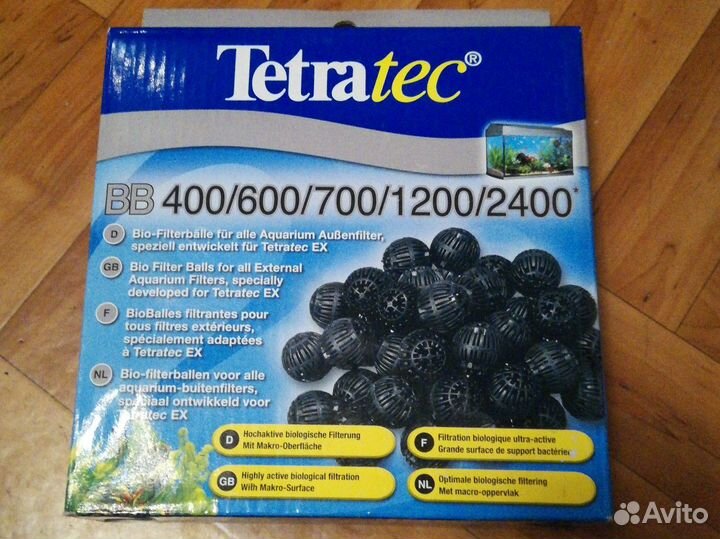 Tetratec®
BB 400/600/700/1200/2400*
D Bio-Filterbälle für alle Aquarium Außenfilter,
speziell entwickelt für Tetratec EX
GB Bio Filter Balls for all External
Aquarium Filters, specially
developed for Tetratec EX
F BioBalles filtrantes pour
tous filtres extérieurs,
spécialement adaptées
à Tetratec EX
NL Bio-filterballen voor alle
aquarium-buitenfilters,
speciaal ontwikkeld voor
Tetratec EX
D Hochaktive biologische Filterung
Mit Makro-Oberfläche
F Filtration biologique ultra-active
Grande surface de support bactérien
GB Highly active biological filtration
With Macro-Surface
NL Optimale biologische filtering
Met macro-oppervlak
Avito